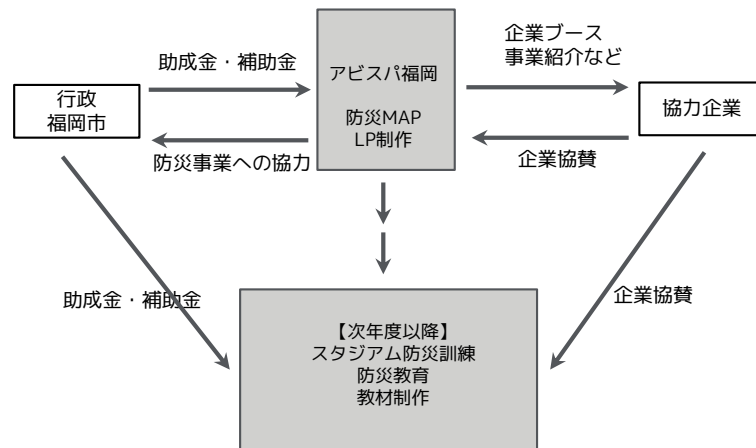 助成金・補助金
企業ブース
事業紹介など
アビスパ福岡
防災MAP
LP制作
行政
福岡市
協力企業
防災事業への協力
企業協賛
助成金・補助金
企業協賛
【次年度以降】
スタジアム防災訓練
防災教育
教材制作